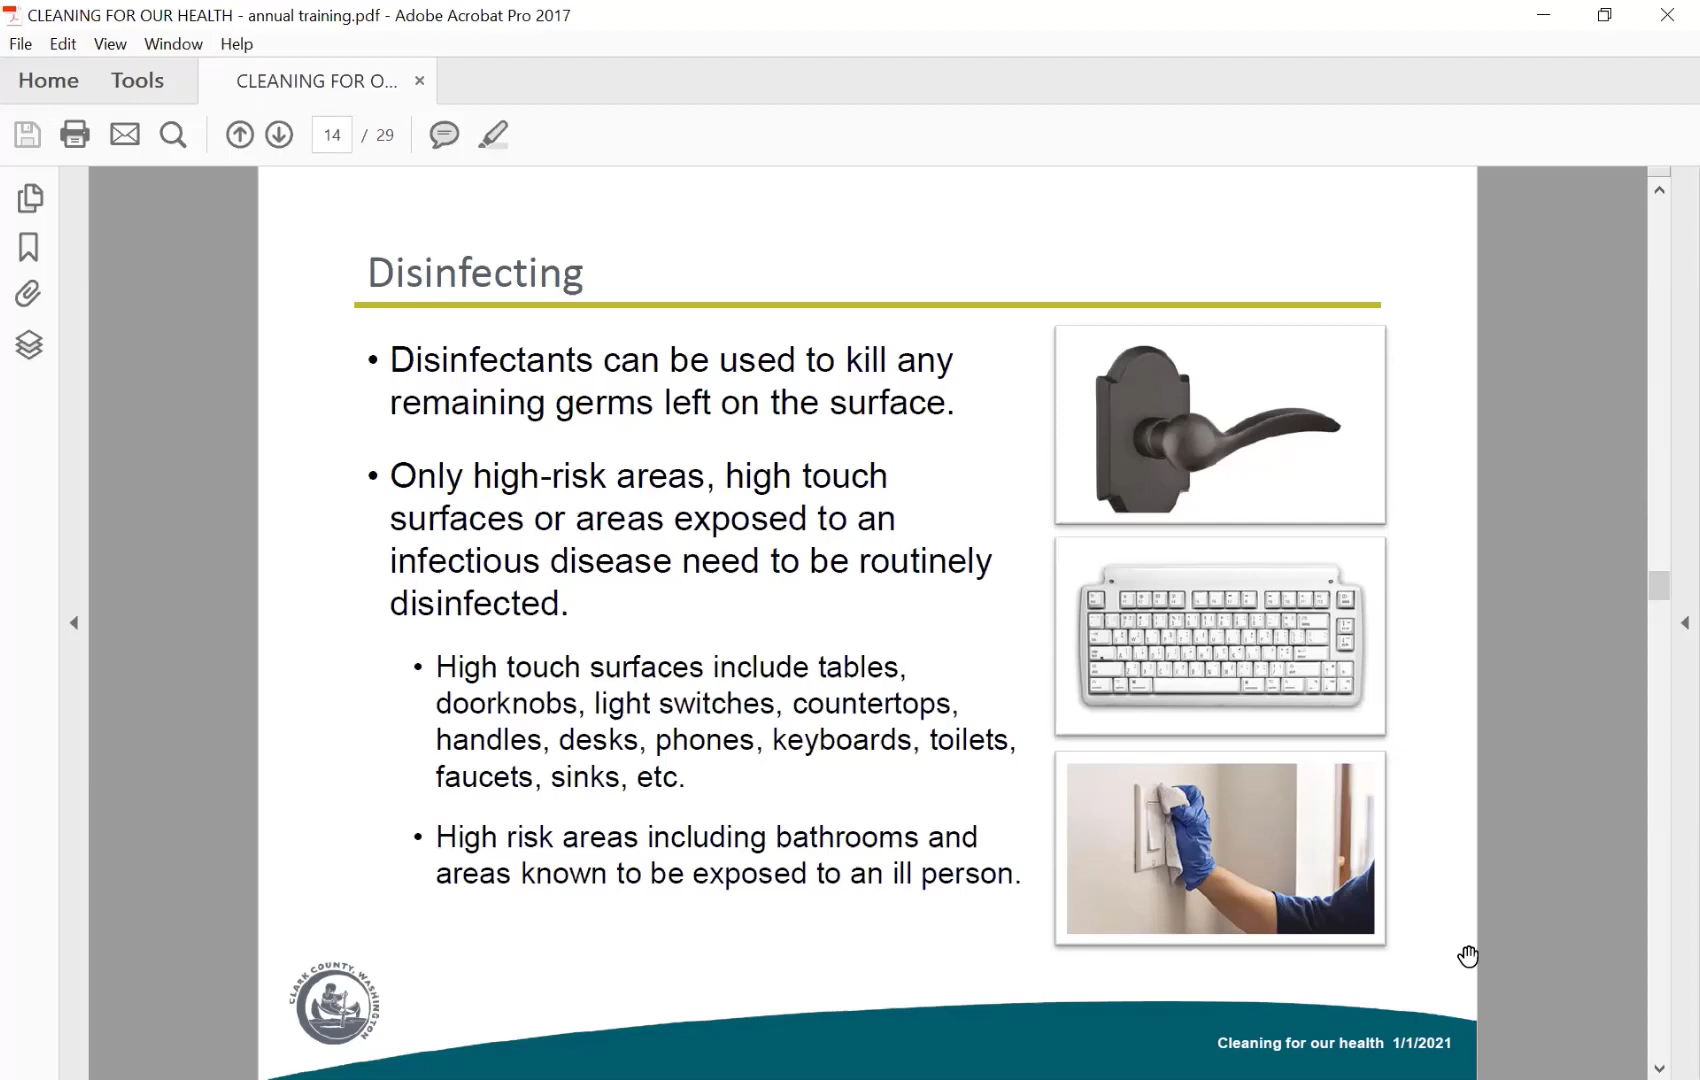 CLEANING FOR OUR HEALTH - annual training.pdf - Adobe Acrobat Pro 2017
File Edit View Window Help
Home Tools CLEANING FOR O... ×
14 / 29
Disinfecting
• Disinfectants can be used to kill any
remaining germs left on the surface.
• Only high-risk areas, high touch
surfaces or areas exposed to an
infectious disease need to be routinely
disinfected.
• High touch surfaces include tables,
doorknobs, light switches, countertops,
handles, desks, phones, keyboards, toilets,
faucets, sinks, etc.
• High risk areas including bathrooms and
areas known to be exposed to an ill person.
CLARK COUNTY, WASHINGTON
Cleaning for our health 1/1/2021